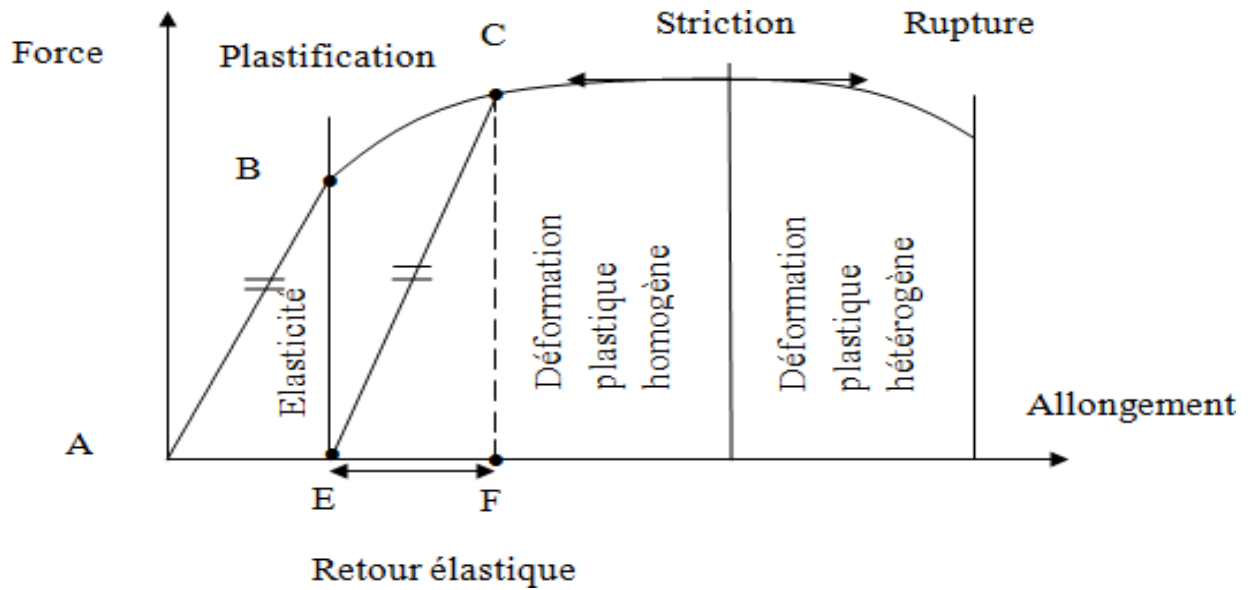 Force
Plastification
C
Striction
Rupture
B
Elasticité
Déformation
plastique
homogène
Déformation
plastique
hétérogène
A
Allongement
E
F
Retour élastique